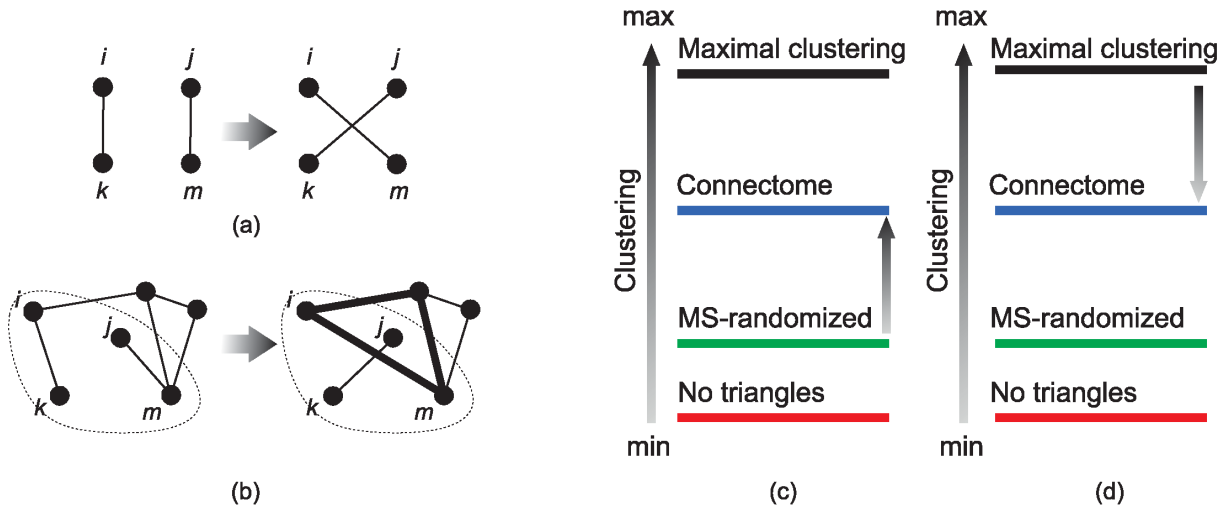 i j i j
k m k m
(a)
i j k m
i j k m
(b)
max
Maximal clustering
Connectome
Clustering
MS-randomized
No triangles
min
(c)
max
Maximal clustering
Connectome
Clustering
MS-randomized
No triangles
min
(d)